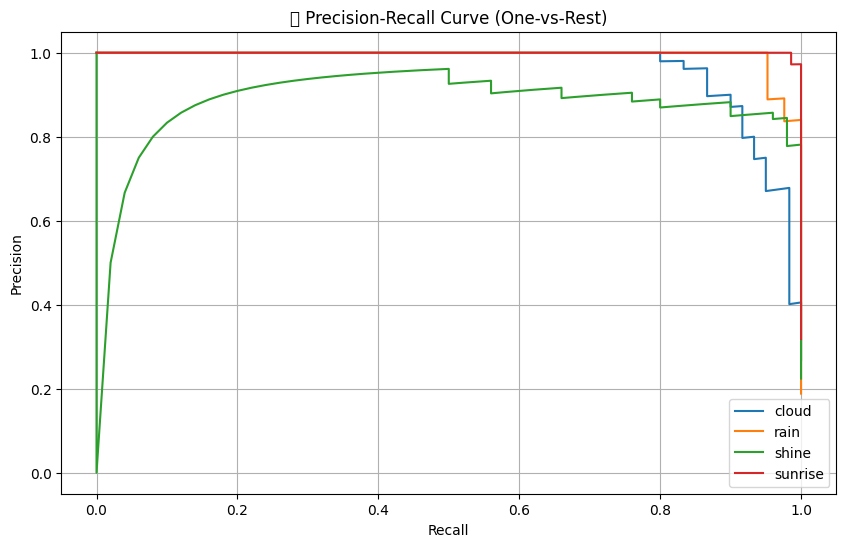 Precision-Recall Curve (One-vs-Rest)
1.0
0.8
0.6
0.4
0.2
0.0
Precision
0.0 0.2 0.4 0.6 0.8 1.0
Recall
cloud
rain
shine
sunrise